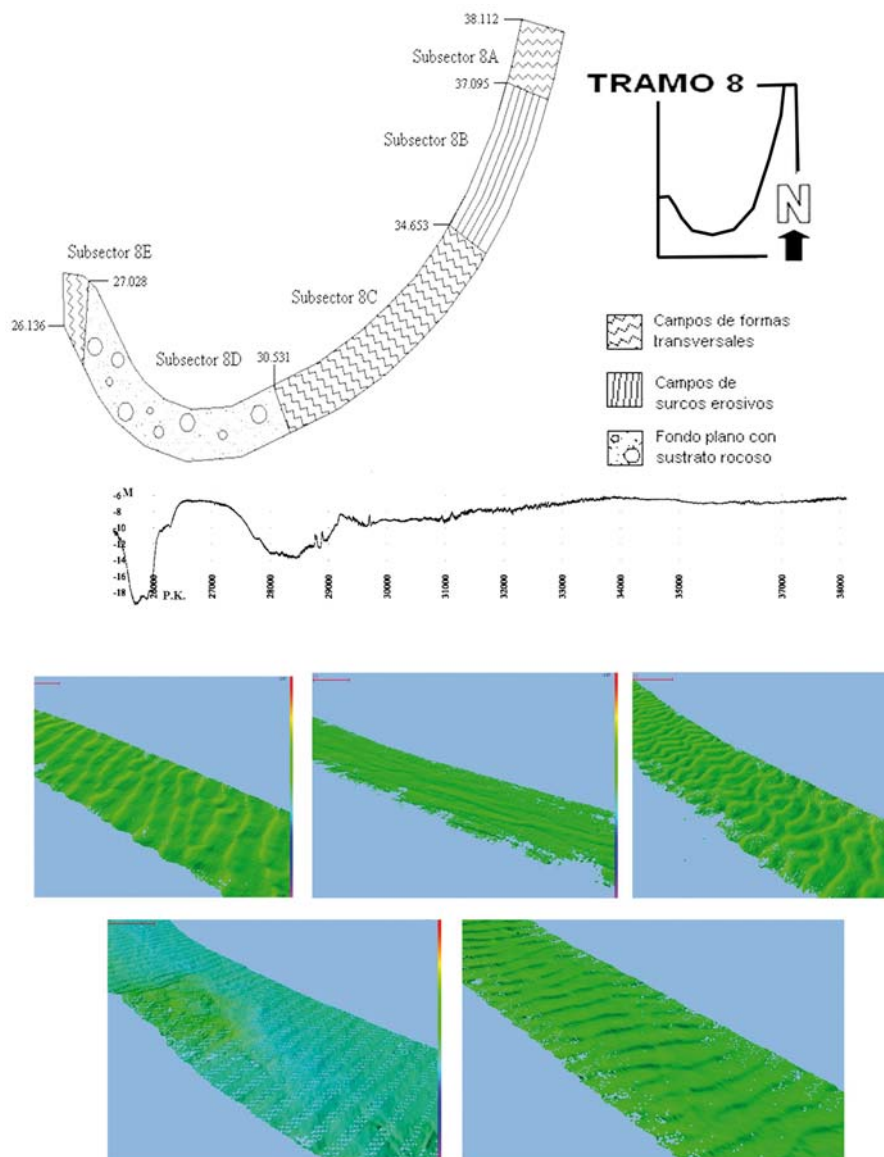 38.112
Subsector 8A
37.095
TRAMO 8
Subsector 8B
34.653
N
Subsector 8E
27.028
Subsector 8C
26.136
Subsector 8D
30.531
Campos de formas
transversales
Campos de
surcos erosivos
Fondo plano con
sustrato rocoso
-6 M
-8
-10
-12
-14
-16
-18
P.K.
26000
27000
28000
29000
30000
31000
32000
33000
34000
35000
37000
38000